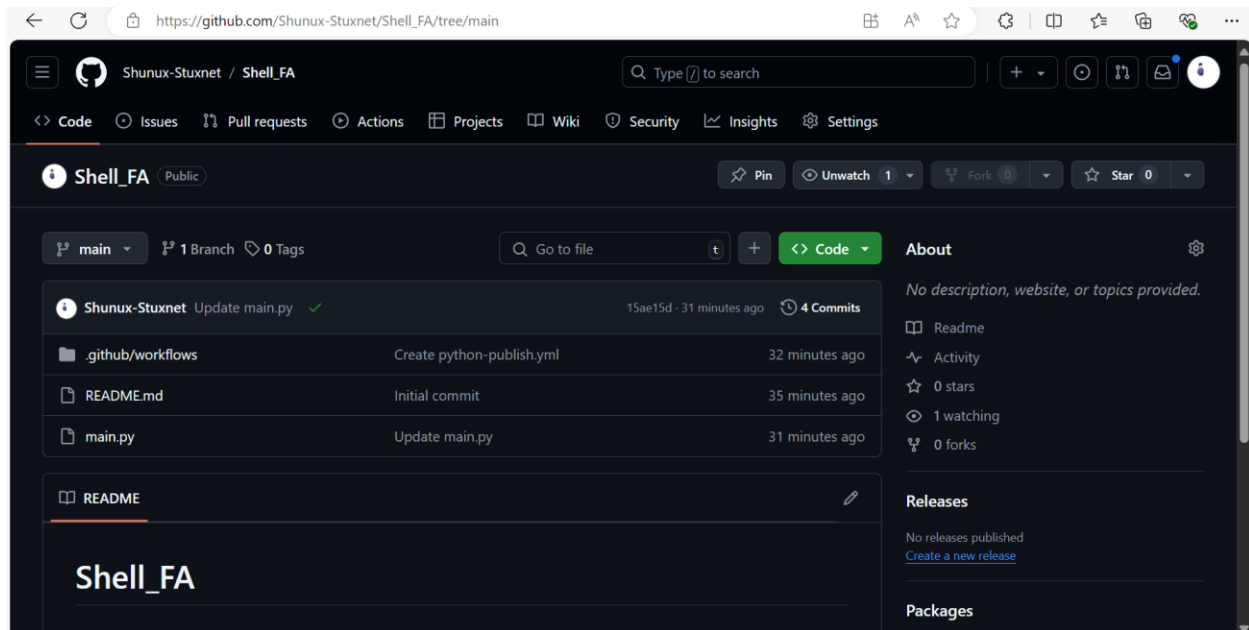 https://github.com/Shunux-Stuxnet/Shell_FA/tree/main
Shunux-Stuxnet / Shell_FA
Type / to search
Code Issues Pull requests Actions Projects Wiki Security Insights Settings
Shell_FA Public
Pin Unwatch 1 Fork 0 Star 0
main 1 Branch 0 Tags
Go to file t
Code
Shunux-Stuxnet Update main.py 15ae15d · 31 minutes ago 4 Commits
.github/workflows Create python-publish.yml 32 minutes ago
README.md Initial commit 35 minutes ago
main.py Update main.py 31 minutes ago
README
Shell_FA
About
No description, website, or topics provided.
Readme
Activity
0 stars
1 watching
0 forks
Releases
No releases published
Create a new release
Packages